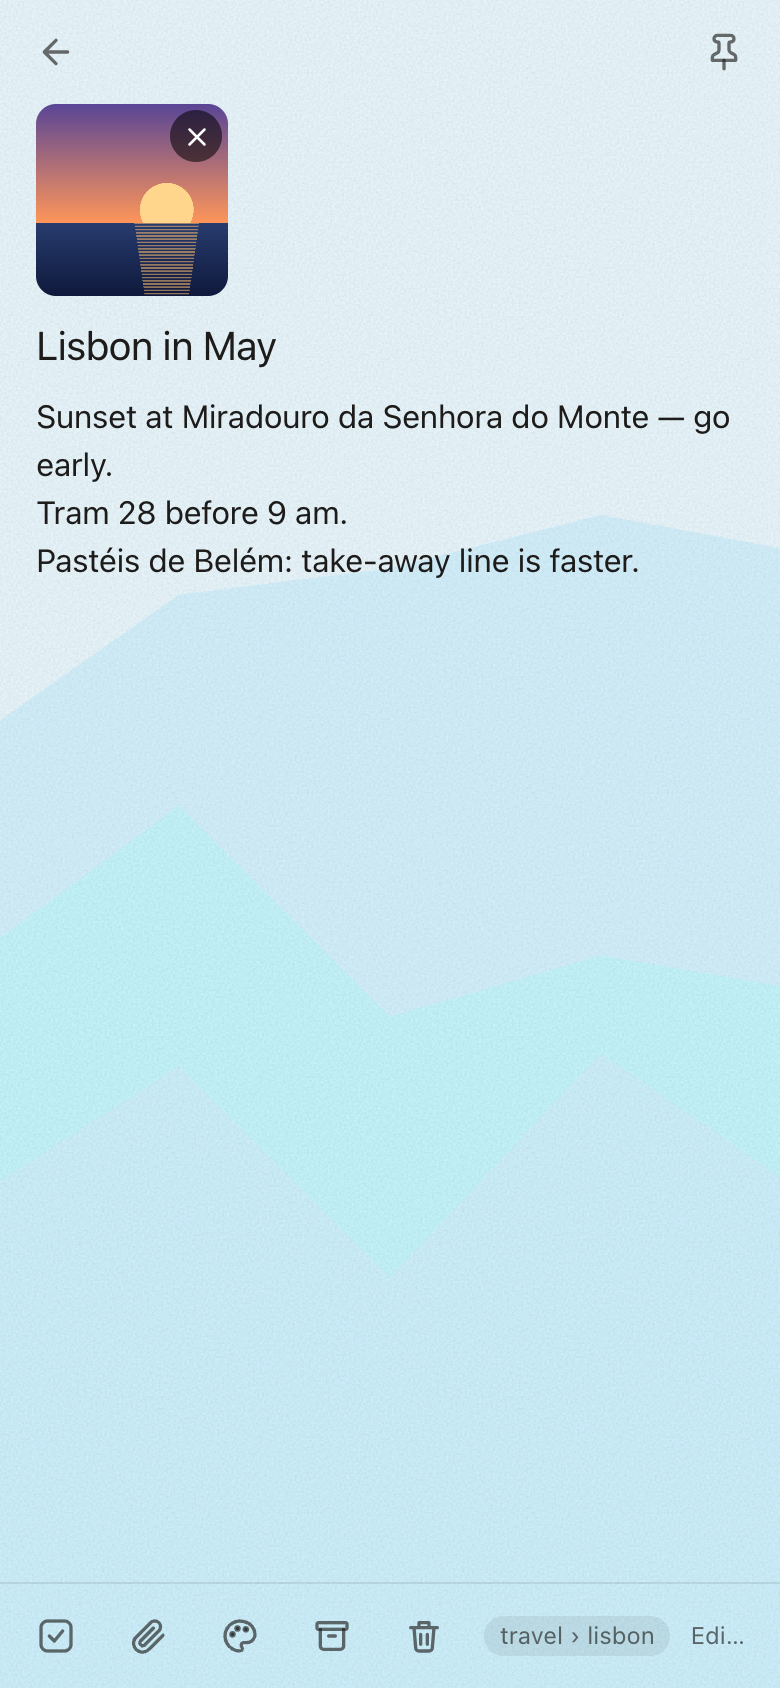 Lisbon in May
Sunset at Miradouro da Senhora do Monte — go
early.
Tram 28 before 9 am.
Pastéis de Belém: take-away line is faster.
travel › lisbon
Edi...